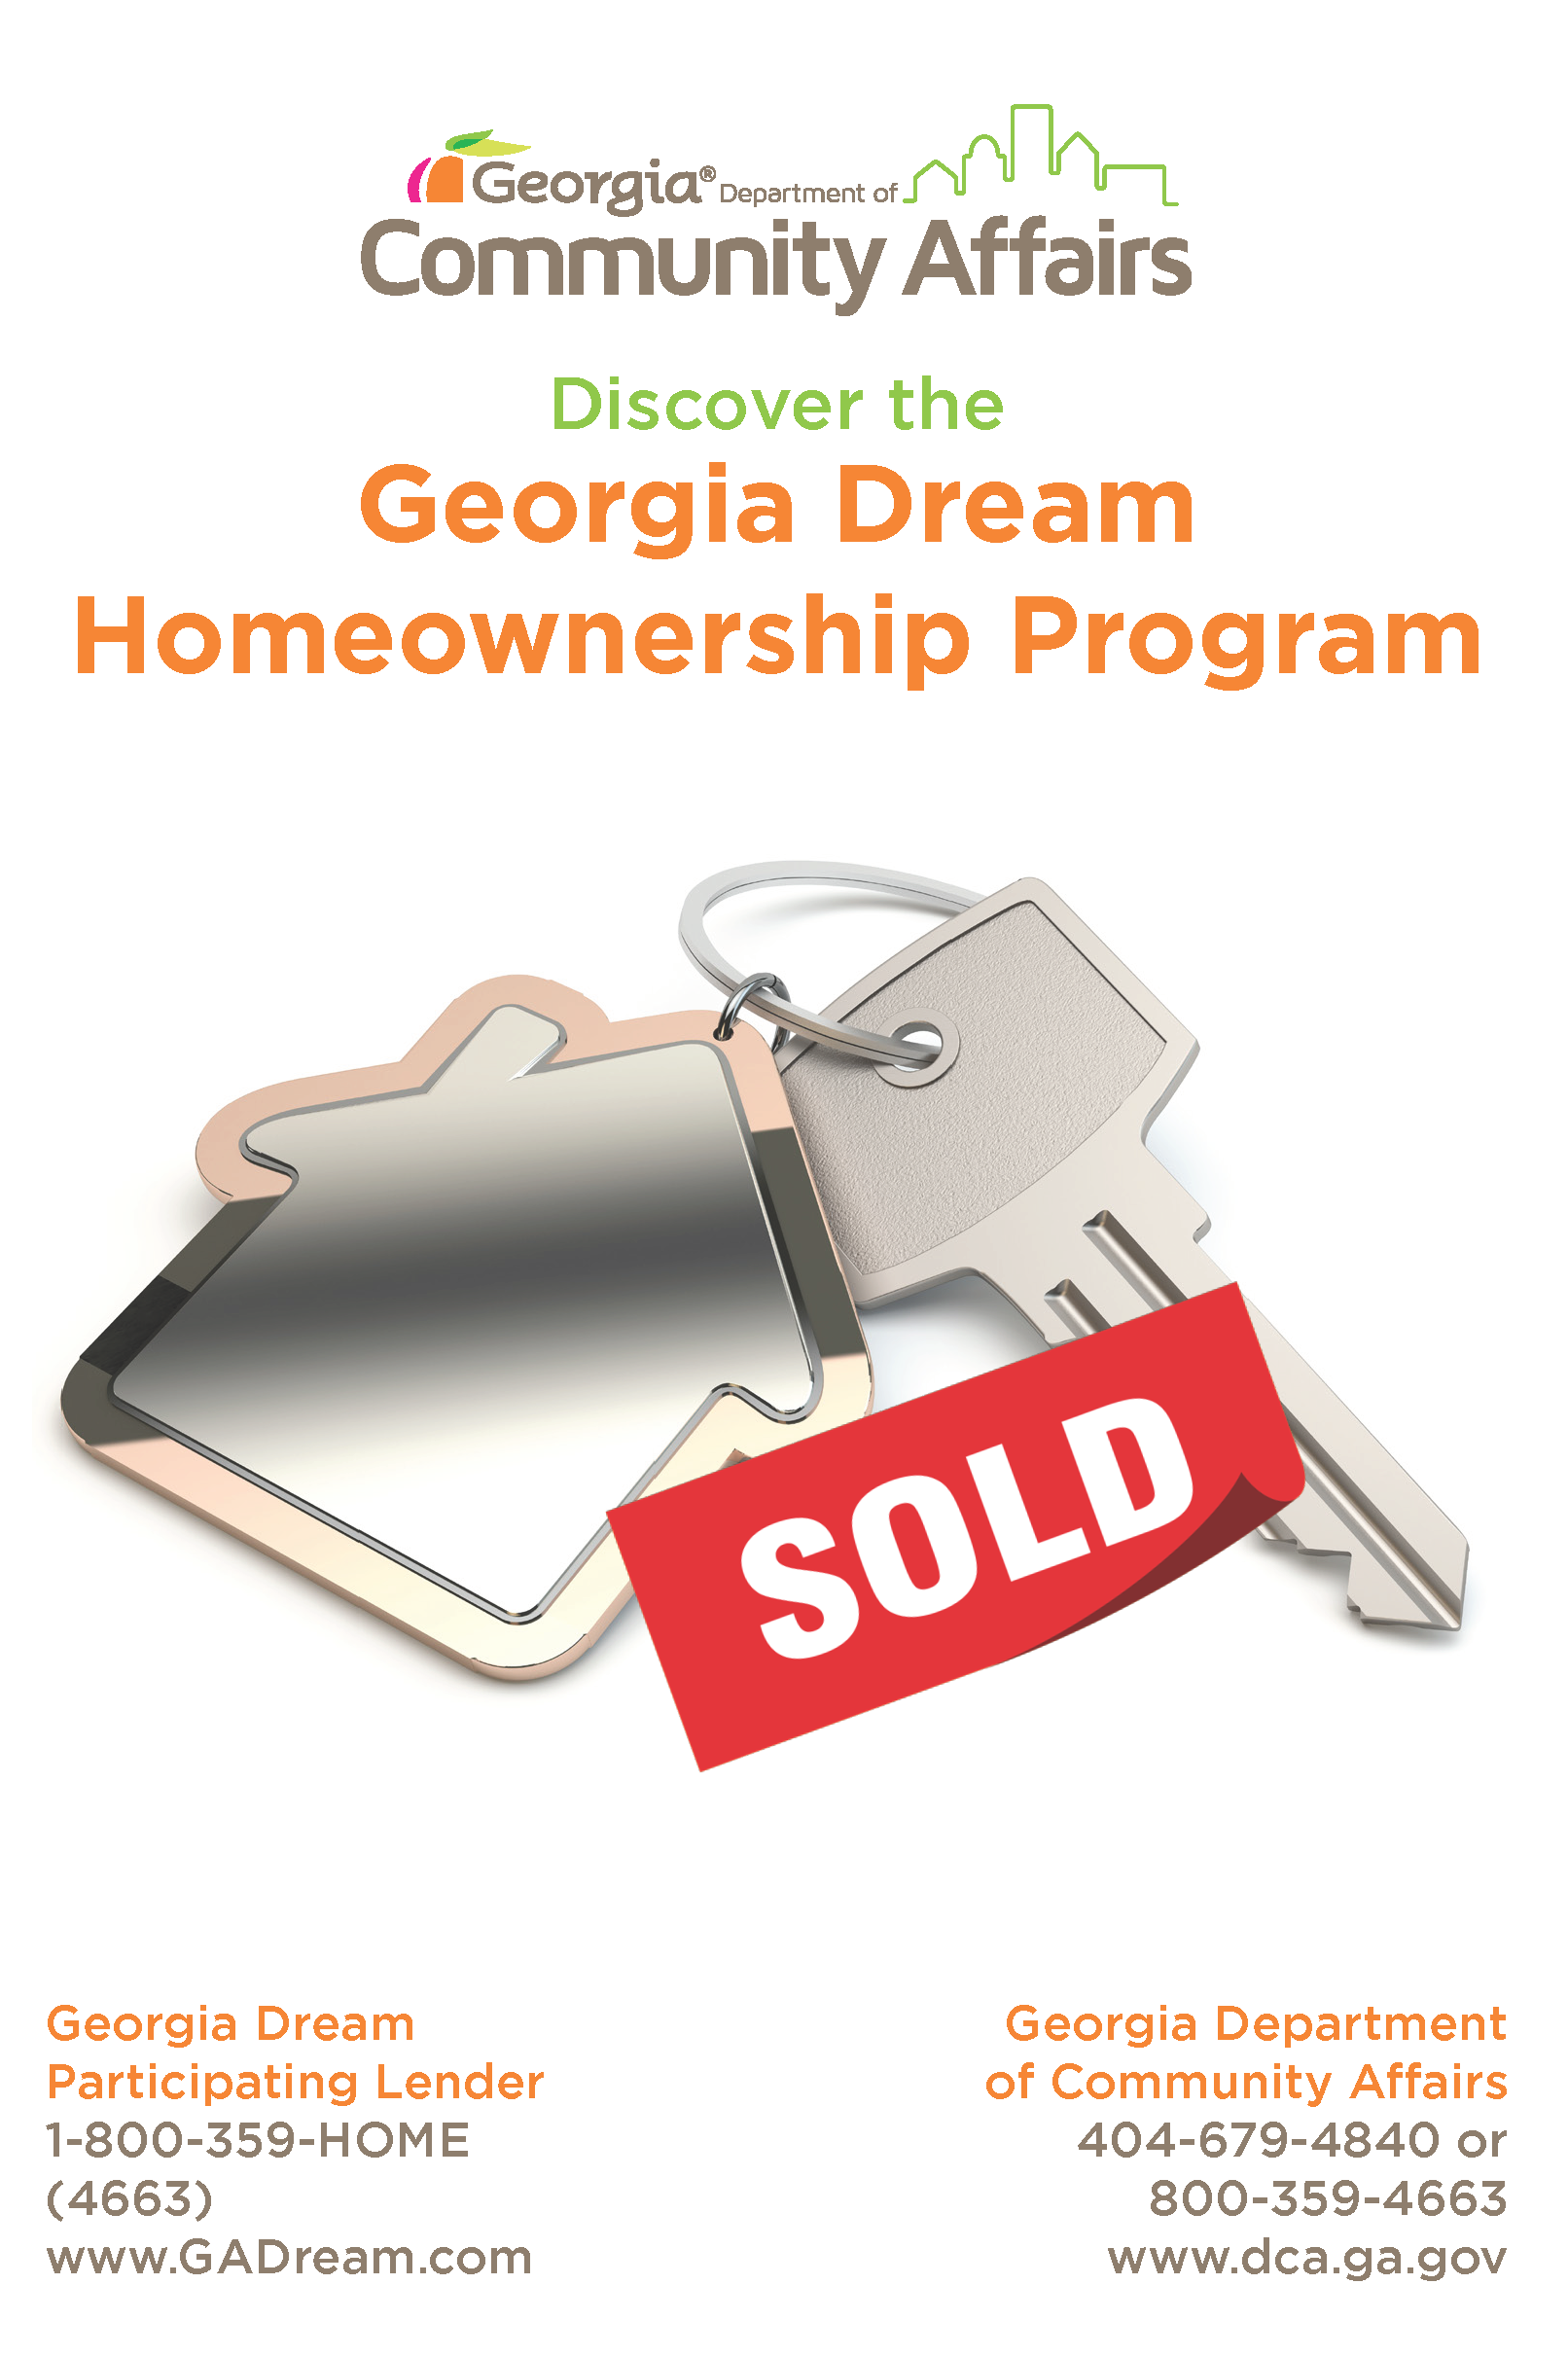 Georgia® Department of
Community Affairs
Discover the
Georgia Dream
Homeownership Program
SOLD
Georgia Dream
Participating Lender
1-800-359-HOME
(4663)
www.GADream.com
Georgia Department
of Community Affairs
404-679-4840 or
800-359-4663
www.dca.ga.gov